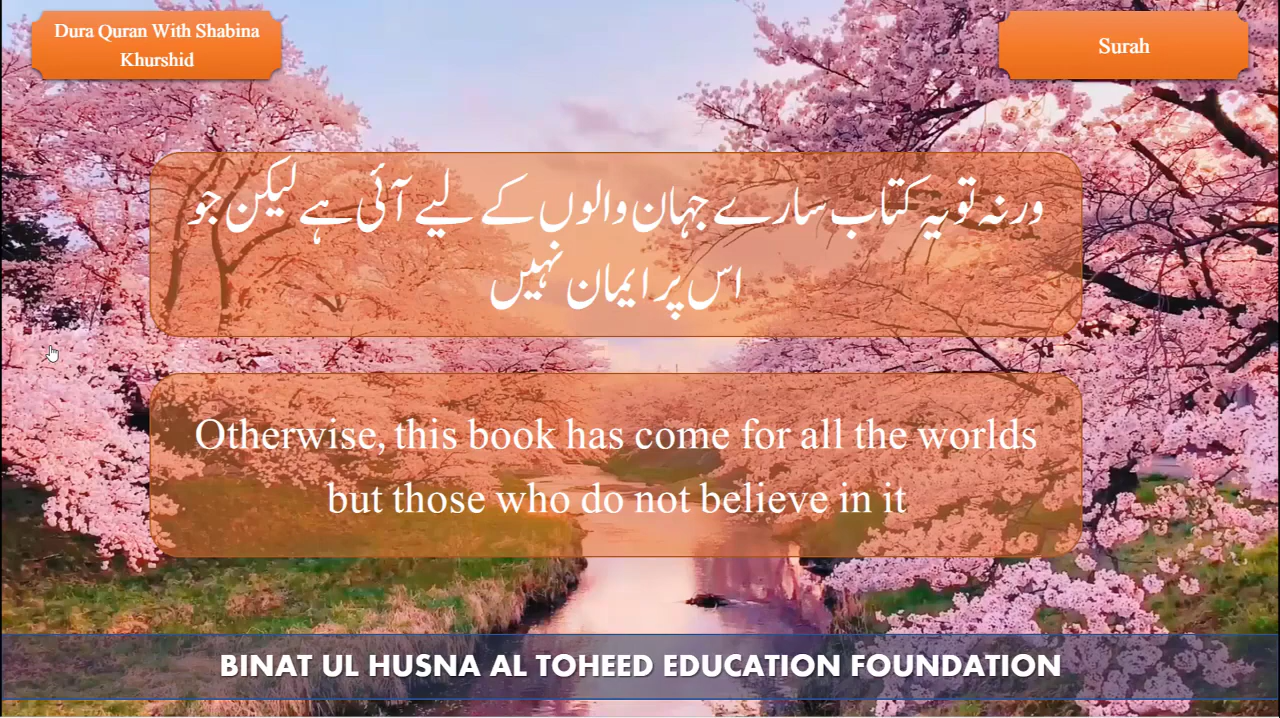 Dura Quran With Shabina
Khurshid
Surah
ورنہ تو یہ کتاب سارے جہان والوں کے لیے آئی ہے لیکن جو
اس پر ایمان نہیں
Otherwise, this book has come for all the worlds
but those who do not believe in it
BINAT UL HUSNA AL TOHEED EDUCATION FOUNDATION